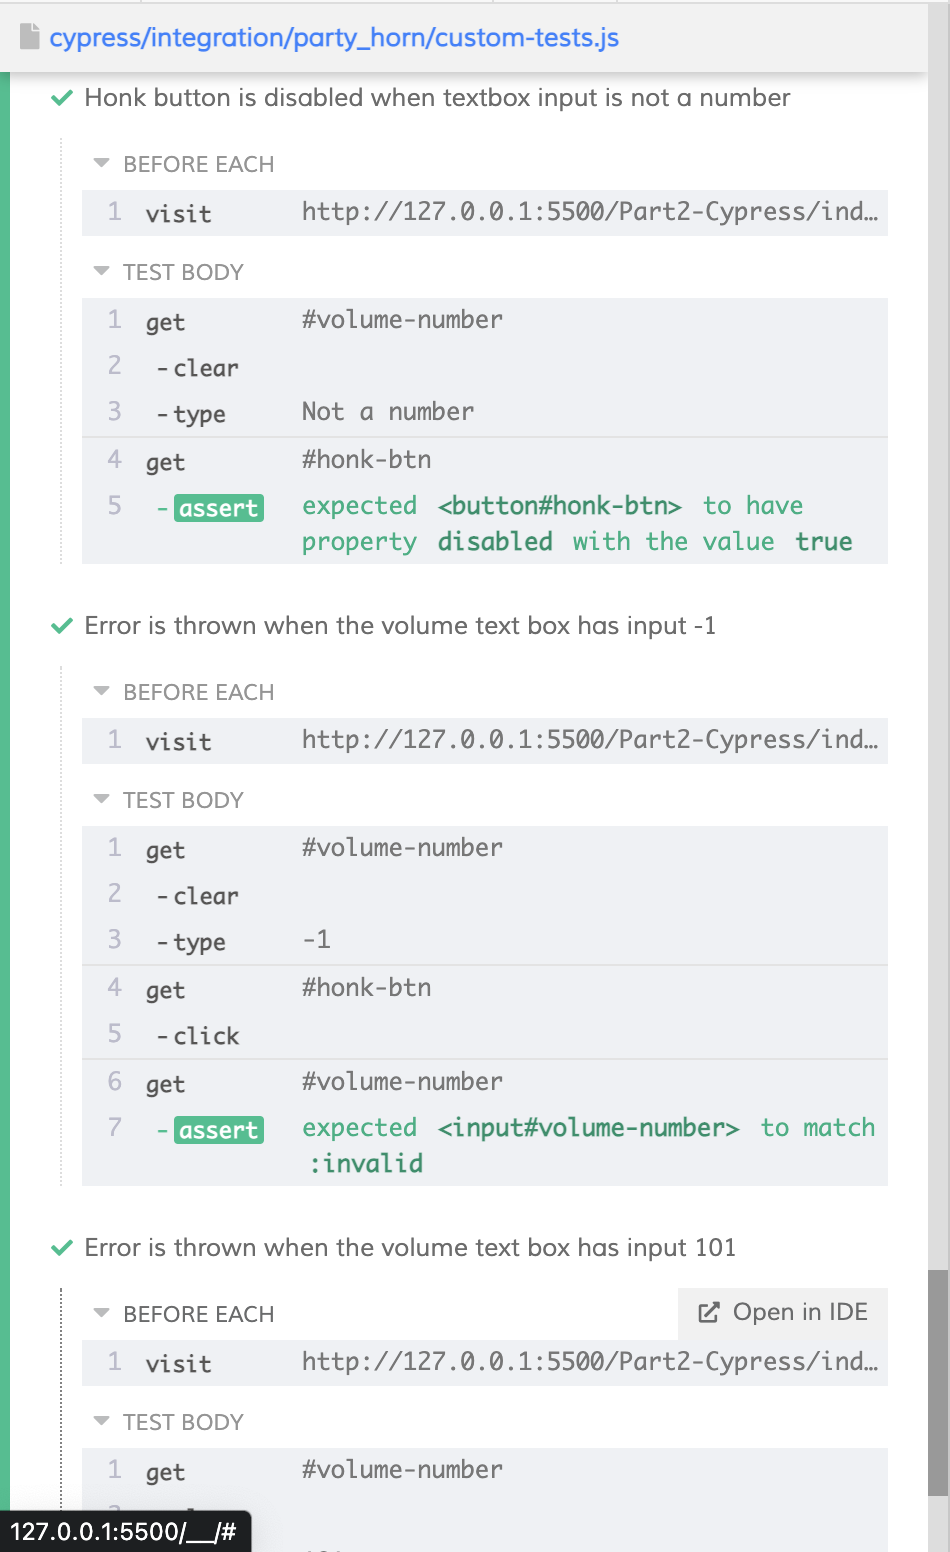 cypress/integration/party_horn/custom-tests.js
Honk button is disabled when textbox input is not a number
BEFORE EACH
1 visit http://127.0.0.1:5500/Part2-Cypress/ind…
TEST BODY
1 get #volume-number
2 -clear
3 -type Not a number
4 get #honk-btn
5 -assert expected <button#honk-btn> to have
property disabled with the value true
Error is thrown when the volume text box has input -1
BEFORE EACH
1 visit http://127.0.0.1:5500/Part2-Cypress/ind…
TEST BODY
1 get #volume-number
2 -clear
3 -type -1
4 get #honk-btn
5 -click
6 get #volume-number
7 -assert expected <input#volume-number> to match
:invalid
Error is thrown when the volume text box has input 101
BEFORE EACH Open in IDE
1 visit http://127.0.0.1:5500/Part2-Cypress/ind…
TEST BODY
1 get #volume-number
127.0.0.1:5500/__/#